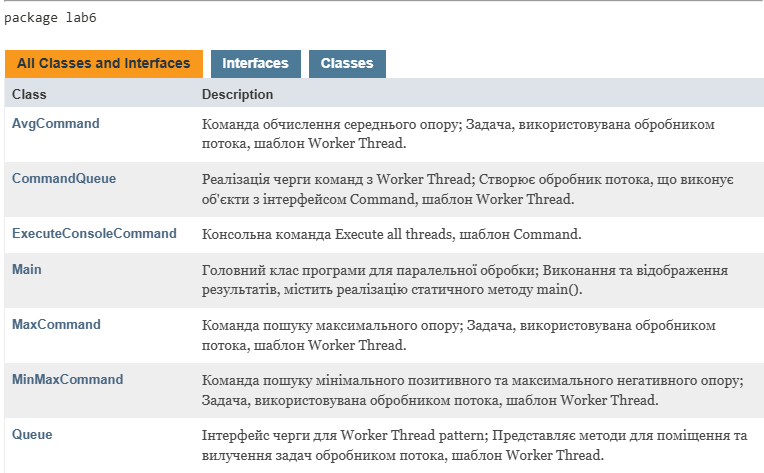 package lab6
All Classes and Interfaces Interfaces Classes
Class Description
AvgCommand Команда обчислення середнього опору; Задача, використовувана обробником
потока, шаблон Worker Thread.
CommandQueue Реалізація черги команд з Worker Thread; Створює обробник потока, що виконує
об'єкти з інтерфейсом Command, шаблон Worker Thread.
ExecuteConsoleCommand Консольна команда Execute all threads, шаблон Command.
Main Головний клас програми для паралельної обробки; Виконання та відображення
результатів, містить реалізацію статичного методу main().
MaxCommand Команда пошуку максимального опору; Задача, використовувана обробником
потока, шаблон Worker Thread.
MinMaxCommand Команда пошуку мінімального позитивного та максимального негативного опору;
Задача, використовувана обробником потока, шаблон Worker Thread.
Queue Інтерфейс черги для Worker Thread pattern; Представляє методи для поміщення та
вилучення задач обробником потока, шаблон Worker Thread.